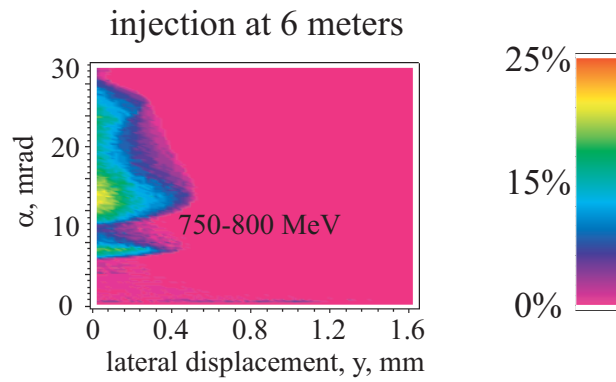 injection at 6 meters
30
20
10
0
α, mrad
750-800 MeV
0 0.4 0.8 1.2 1.6
lateral displacement, y, mm
25%
15%
0%